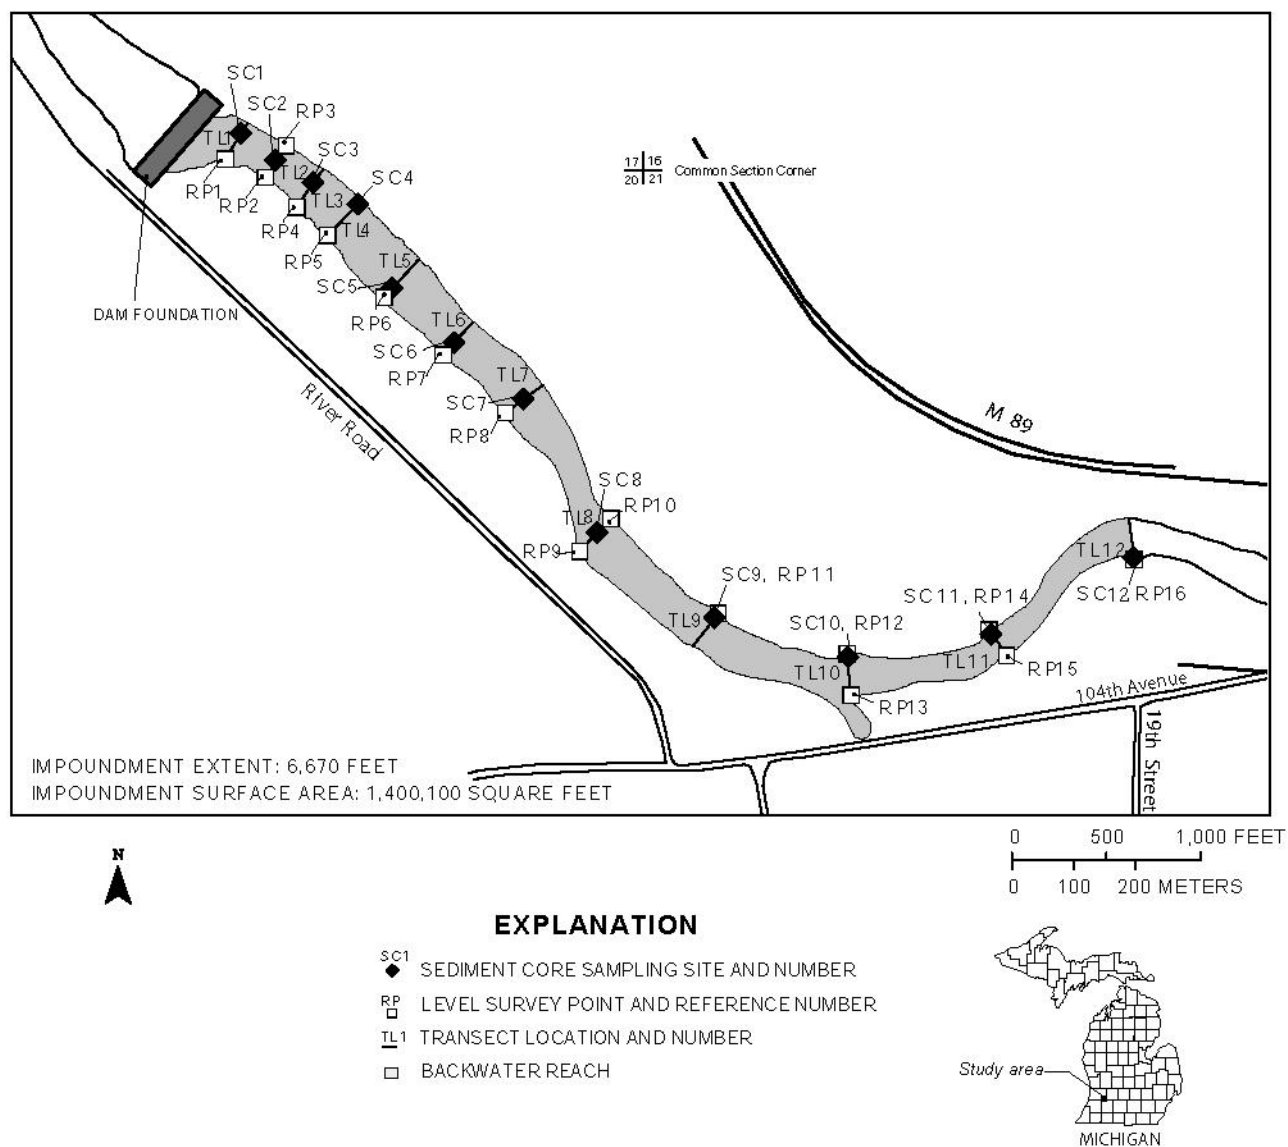 SC1
SC2
RP3
TL1
SC3
TL2
SC4
RP1
RP2
TL3
RP4
TL4
RP5
TL5
SC5
RP6
DAM FOUNDATION
TL6
SC6
RP7
TL7
SC7
RP8
River Road
17 16
20 21
Common Section Corner
M 89
SC8
RP10
TL8
RP9
SC9, RP11
TL9
SC10, RP12
TL10
RP13
SC11, RP14
TL11
RP15
TL12
SC12, RP16
104th Avenue
19th Street
IMPOUNDMENT EXTENT: 6,670 FEET
IMPOUNDMENT SURFACE AREA: 1,400,100 SQUARE FEET
0 500 1,000 FEET
0 100 200 METERS
N
EXPLANATION
SC1 SEDIMENT CORE SAMPLING SITE AND NUMBER
RP LEVEL SURVEY POINT AND REFERENCE NUMBER
TL1 TRANSECT LOCATION AND NUMBER
BACKWATER REACH
Study area
MICHIGAN